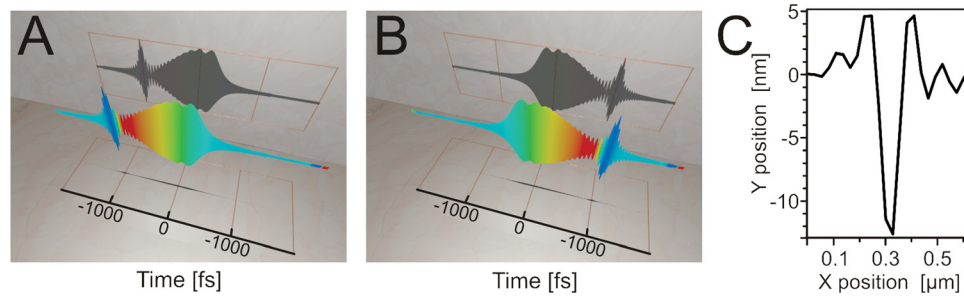 A
-1000
0
-1000
Time [fs]
B
-1000
0
-1000
Time [fs]
C
Y position [nm]
5
0
-5
-10
0.1 0.3 0.5
X position [µm]